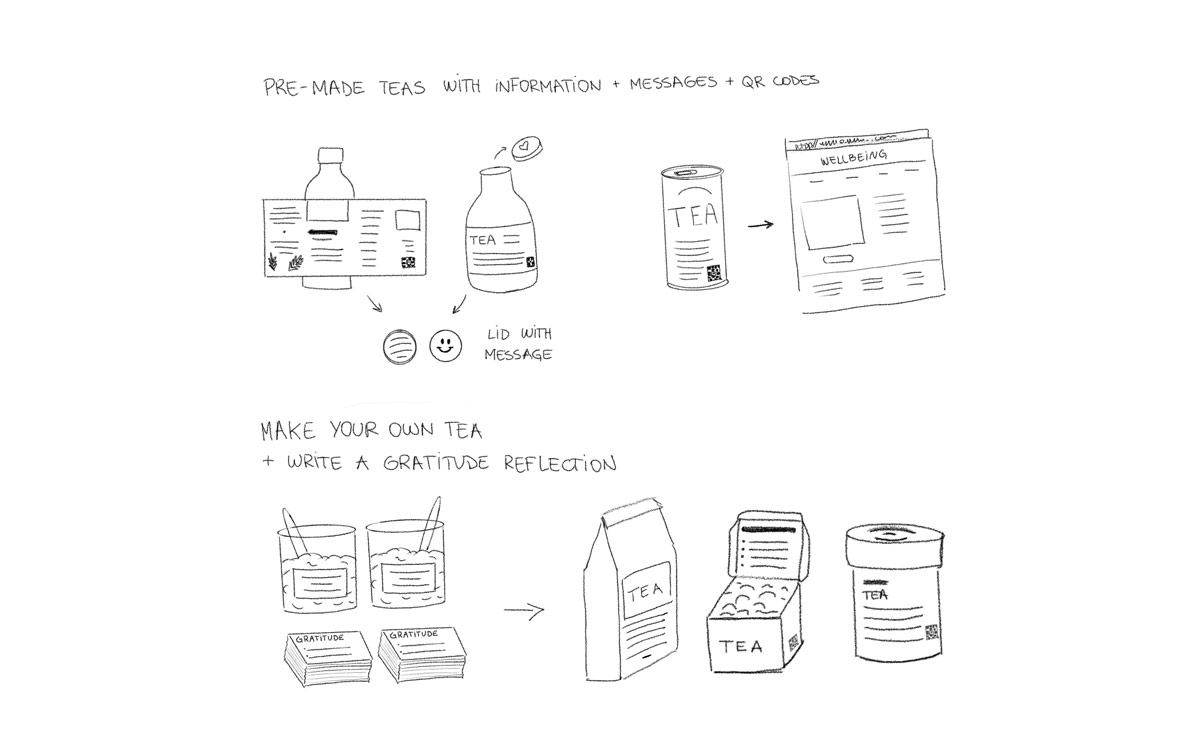 PRE-MADE TEAS WITH INFORMATION + MESSAGES + QR CODES
TEA
TEA
WELLBEING
LID WITH
MESSAGE
MAKE YOUR OWN TEA
+ WRITE A GRATITUDE REFLECTION
GRATITUDE
GRATITUDE
TEA
TEA
TEA